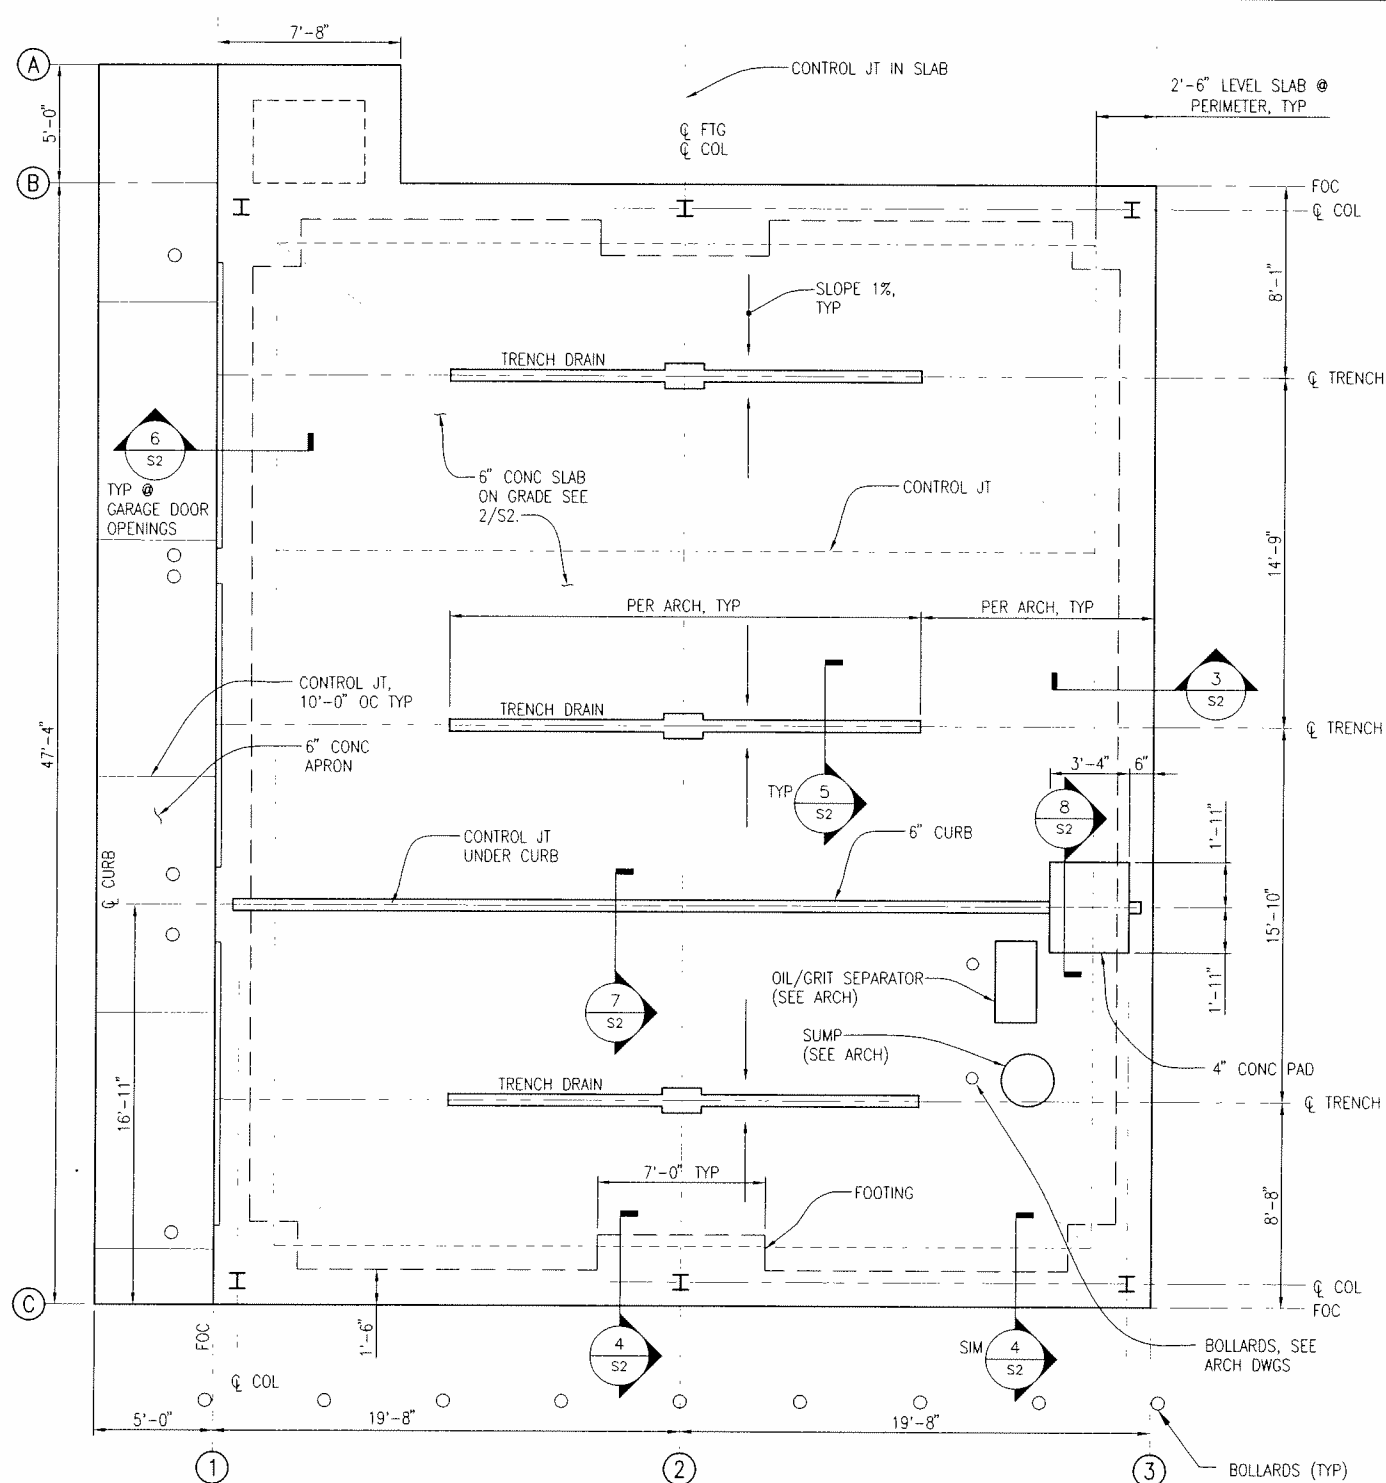 7'-8"
A
CONTROL JT IN SLAB
2'-6" LEVEL SLAB @
PERIMETER, TYP
5'-0"
℄ FTG
℄ COL
B
FOC
℄ COL
8'-1"
SLOPE 1%,
TYP
TRENCH DRAIN
℄ TRENCH
6
S2
TYP @
GARAGE DOOR
OPENINGS
6" CONC SLAB
ON GRADE SEE
2/S2.
CONTROL JT
14'-9"
PER ARCH, TYP
PER ARCH, TYP
3
S2
CONTROL JT,
10'-0" OC TYP
TRENCH DRAIN
℄ TRENCH
47'-4"
6" CONC
APRON
3'-4"
6"
TYP
5
S2
8
S2
CONTROL JT
UNDER CURB
6" CURB
1'-11"
℄ CURB
15'-10"
1'-11"
OIL/GRIT SEPARATOR
(SEE ARCH)
7
S2
SUMP
(SEE ARCH)
4" CONC PAD
TRENCH DRAIN
℄ TRENCH
16'-11"
7'-0" TYP
FOOTING
8'-8"
℄ COL
FOC
C
FOC
1'-6"
4
S2
SIM
4
S2
BOLLARDS, SEE
ARCH DWGS
℄ COL
5'-0"
19'-8"
19'-8"
1
2
3
BOLLARDS (TYP)